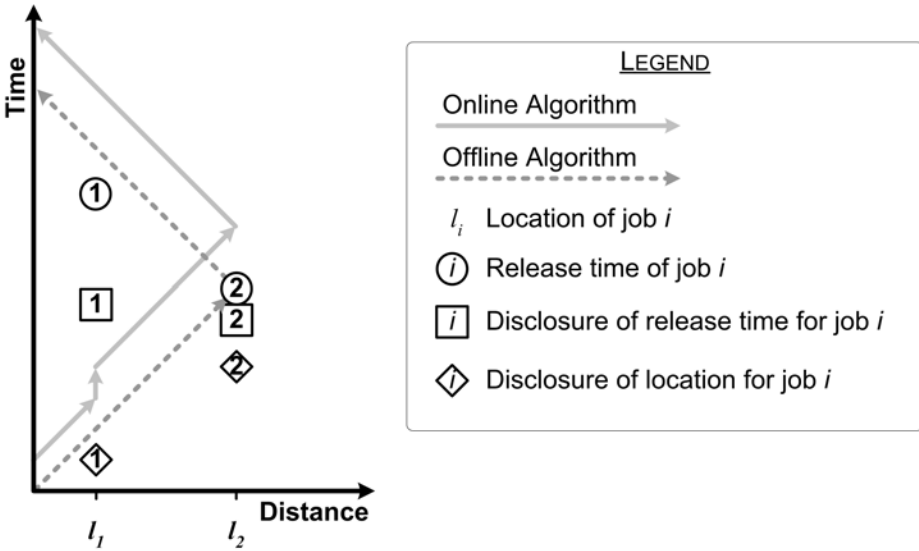 Time
1
1
1
2
2
2
l1
l2
Distance
LEGEND
Online Algorithm
Offline Algorithm
li Location of job i
i Release time of job i
i Disclosure of release time for job i
i Disclosure of location for job i